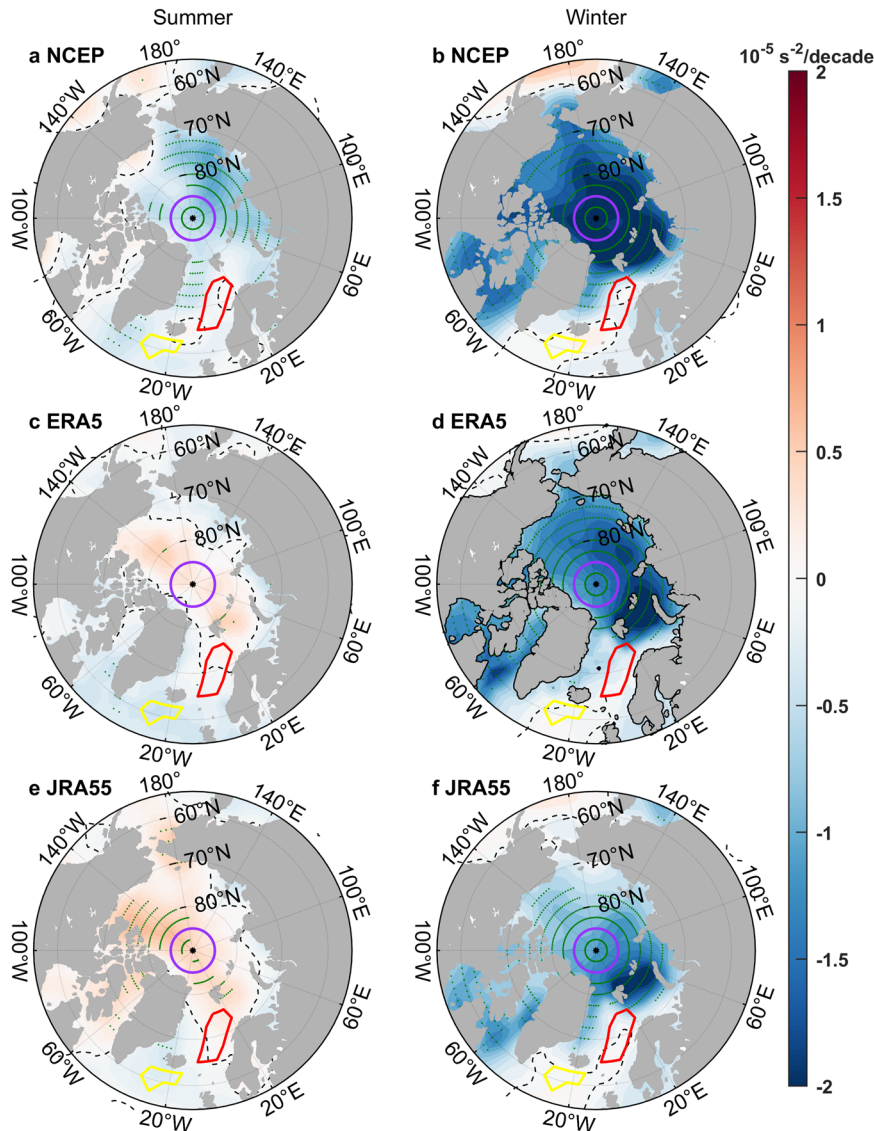 Summer
Winter
a NCEP
180°
140°E
100°E
60°E
20°E
20°W
60°W
100°W
140°W
60°N
70°N
80°N
b NCEP
180°
140°E
100°E
60°E
20°E
20°W
60°W
100°W
140°W
60°N
70°N
80°N
10⁻⁵ s⁻²/decade
2
1.5
1
0.5
0
-0.5
-1
-1.5
-2
c ERA5
180°
140°E
100°E
60°E
20°E
20°W
60°W
100°W
140°W
60°N
70°N
80°N
d ERA5
180°
140°E
100°E
60°E
20°E
20°W
60°W
100°W
140°W
60°N
70°N
80°N
e JRA55
180°
140°E
100°E
60°E
20°E
20°W
60°W
100°W
140°W
60°N
70°N
80°N
f JRA55
180°
140°E
100°E
60°E
20°E
20°W
60°W
100°W
140°W
60°N
70°N
80°N